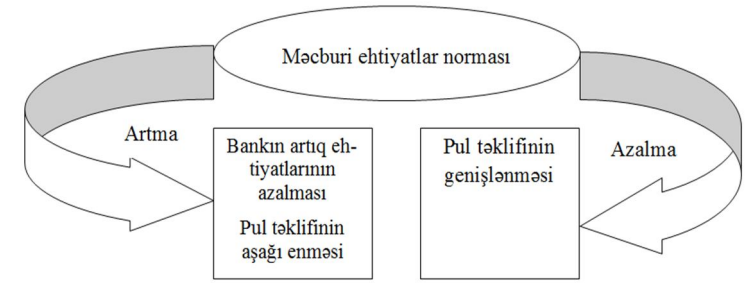 Məcburi ehtiyatlar norması
Artma
Bankın artıq eh-
tiyatlarının
azalması
Pul təklifinin
aşağı enməsi
Pul təklifinin
genişlənməsi
Azalma